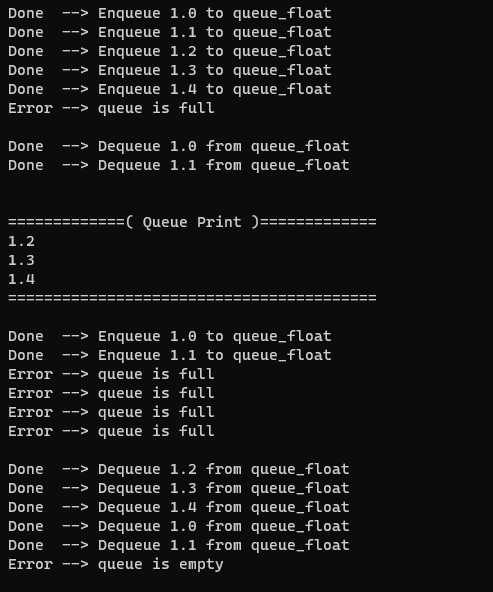 Done  --> Enqueue 1.0 to queue_float
Done  --> Enqueue 1.1 to queue_float
Done  --> Enqueue 1.2 to queue_float
Done  --> Enqueue 1.3 to queue_float
Done  --> Enqueue 1.4 to queue_float
Error --> queue is full

Done  --> Dequeue 1.0 from queue_float
Done  --> Dequeue 1.1 from queue_float


=============( Queue Print )=============
1.2
1.3
1.4
=========================================

Done  --> Enqueue 1.0 to queue_float
Done  --> Enqueue 1.1 to queue_float
Error --> queue is full
Error --> queue is full
Error --> queue is full
Error --> queue is full

Done  --> Dequeue 1.2 from queue_float
Done  --> Dequeue 1.3 from queue_float
Done  --> Dequeue 1.4 from queue_float
Done  --> Dequeue 1.0 from queue_float
Done  --> Dequeue 1.1 from queue_float
Error --> queue is empty